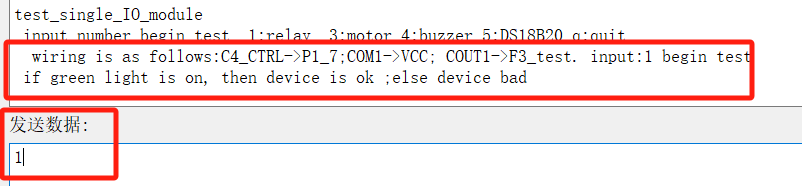 test_single_IO_module
input number begin test 1:relay 3:motor 4:buzzer 5:DS18B20 q:quit
wiring is as follows:C4_CTRL->P1_7;COM1->VCC; COUT1->F3_test. input:1 begin test
if green light is on, then device is ok ;else device bad
发送数据:
1